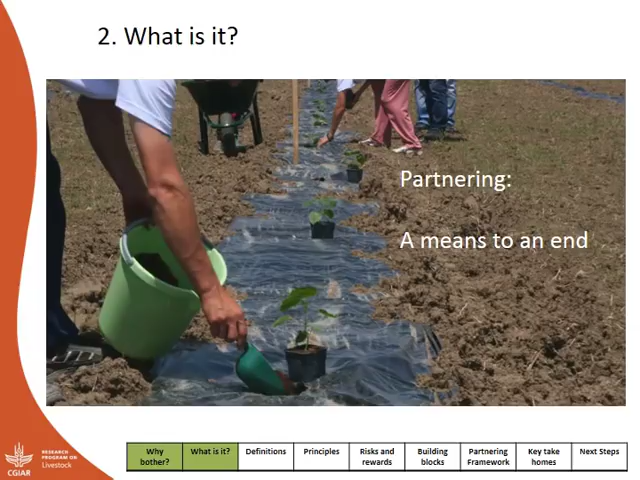 2. What is it?
Partnering:
A means to an end
CGIAR
RESEARCH
PROGRAM ON
Livestock
Why
bother?
What is it?
Definitions
Principles
Risks and
rewards
Building
blocks
Partnering
Framework
Key take
homes
Next Steps